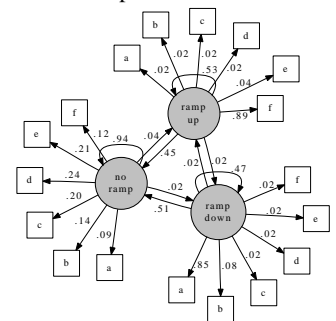 b
c
d
a
e
f
.02
.02
.02
.02
.53
.04
.89
ramp
up
f
e
d
c
b
a
.12
.21
.24
.20
.14
.09
.94
.04
.45
no
ramp
.02
.51
.02
.02
.47
ramp
down
f
e
d
c
b
a
.02
.02
.02
.02
.08
.85